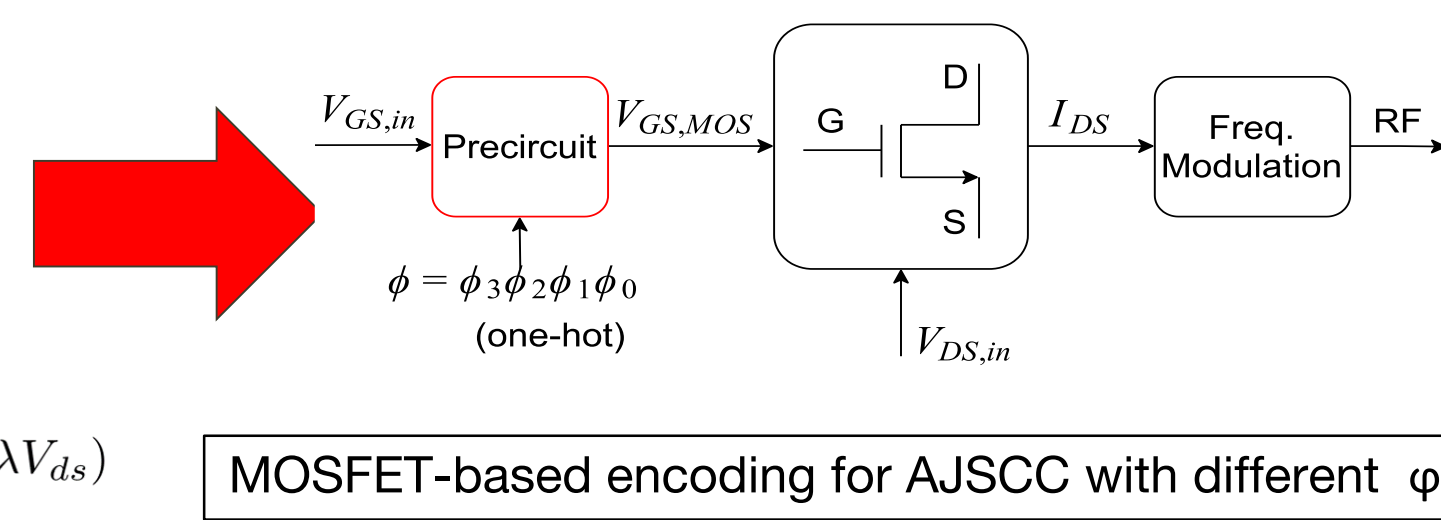 V_{GS,in}
Precircuit
V_{GS,MOS}
G
D
S
I_{DS}
Freq.
Modulation
RF
ϕ = ϕ_3ϕ_2ϕ_1ϕ_0
(one-hot)
V_{DS,in}
λV_{ds})
MOSFET-based encoding for AJSCC with different φ